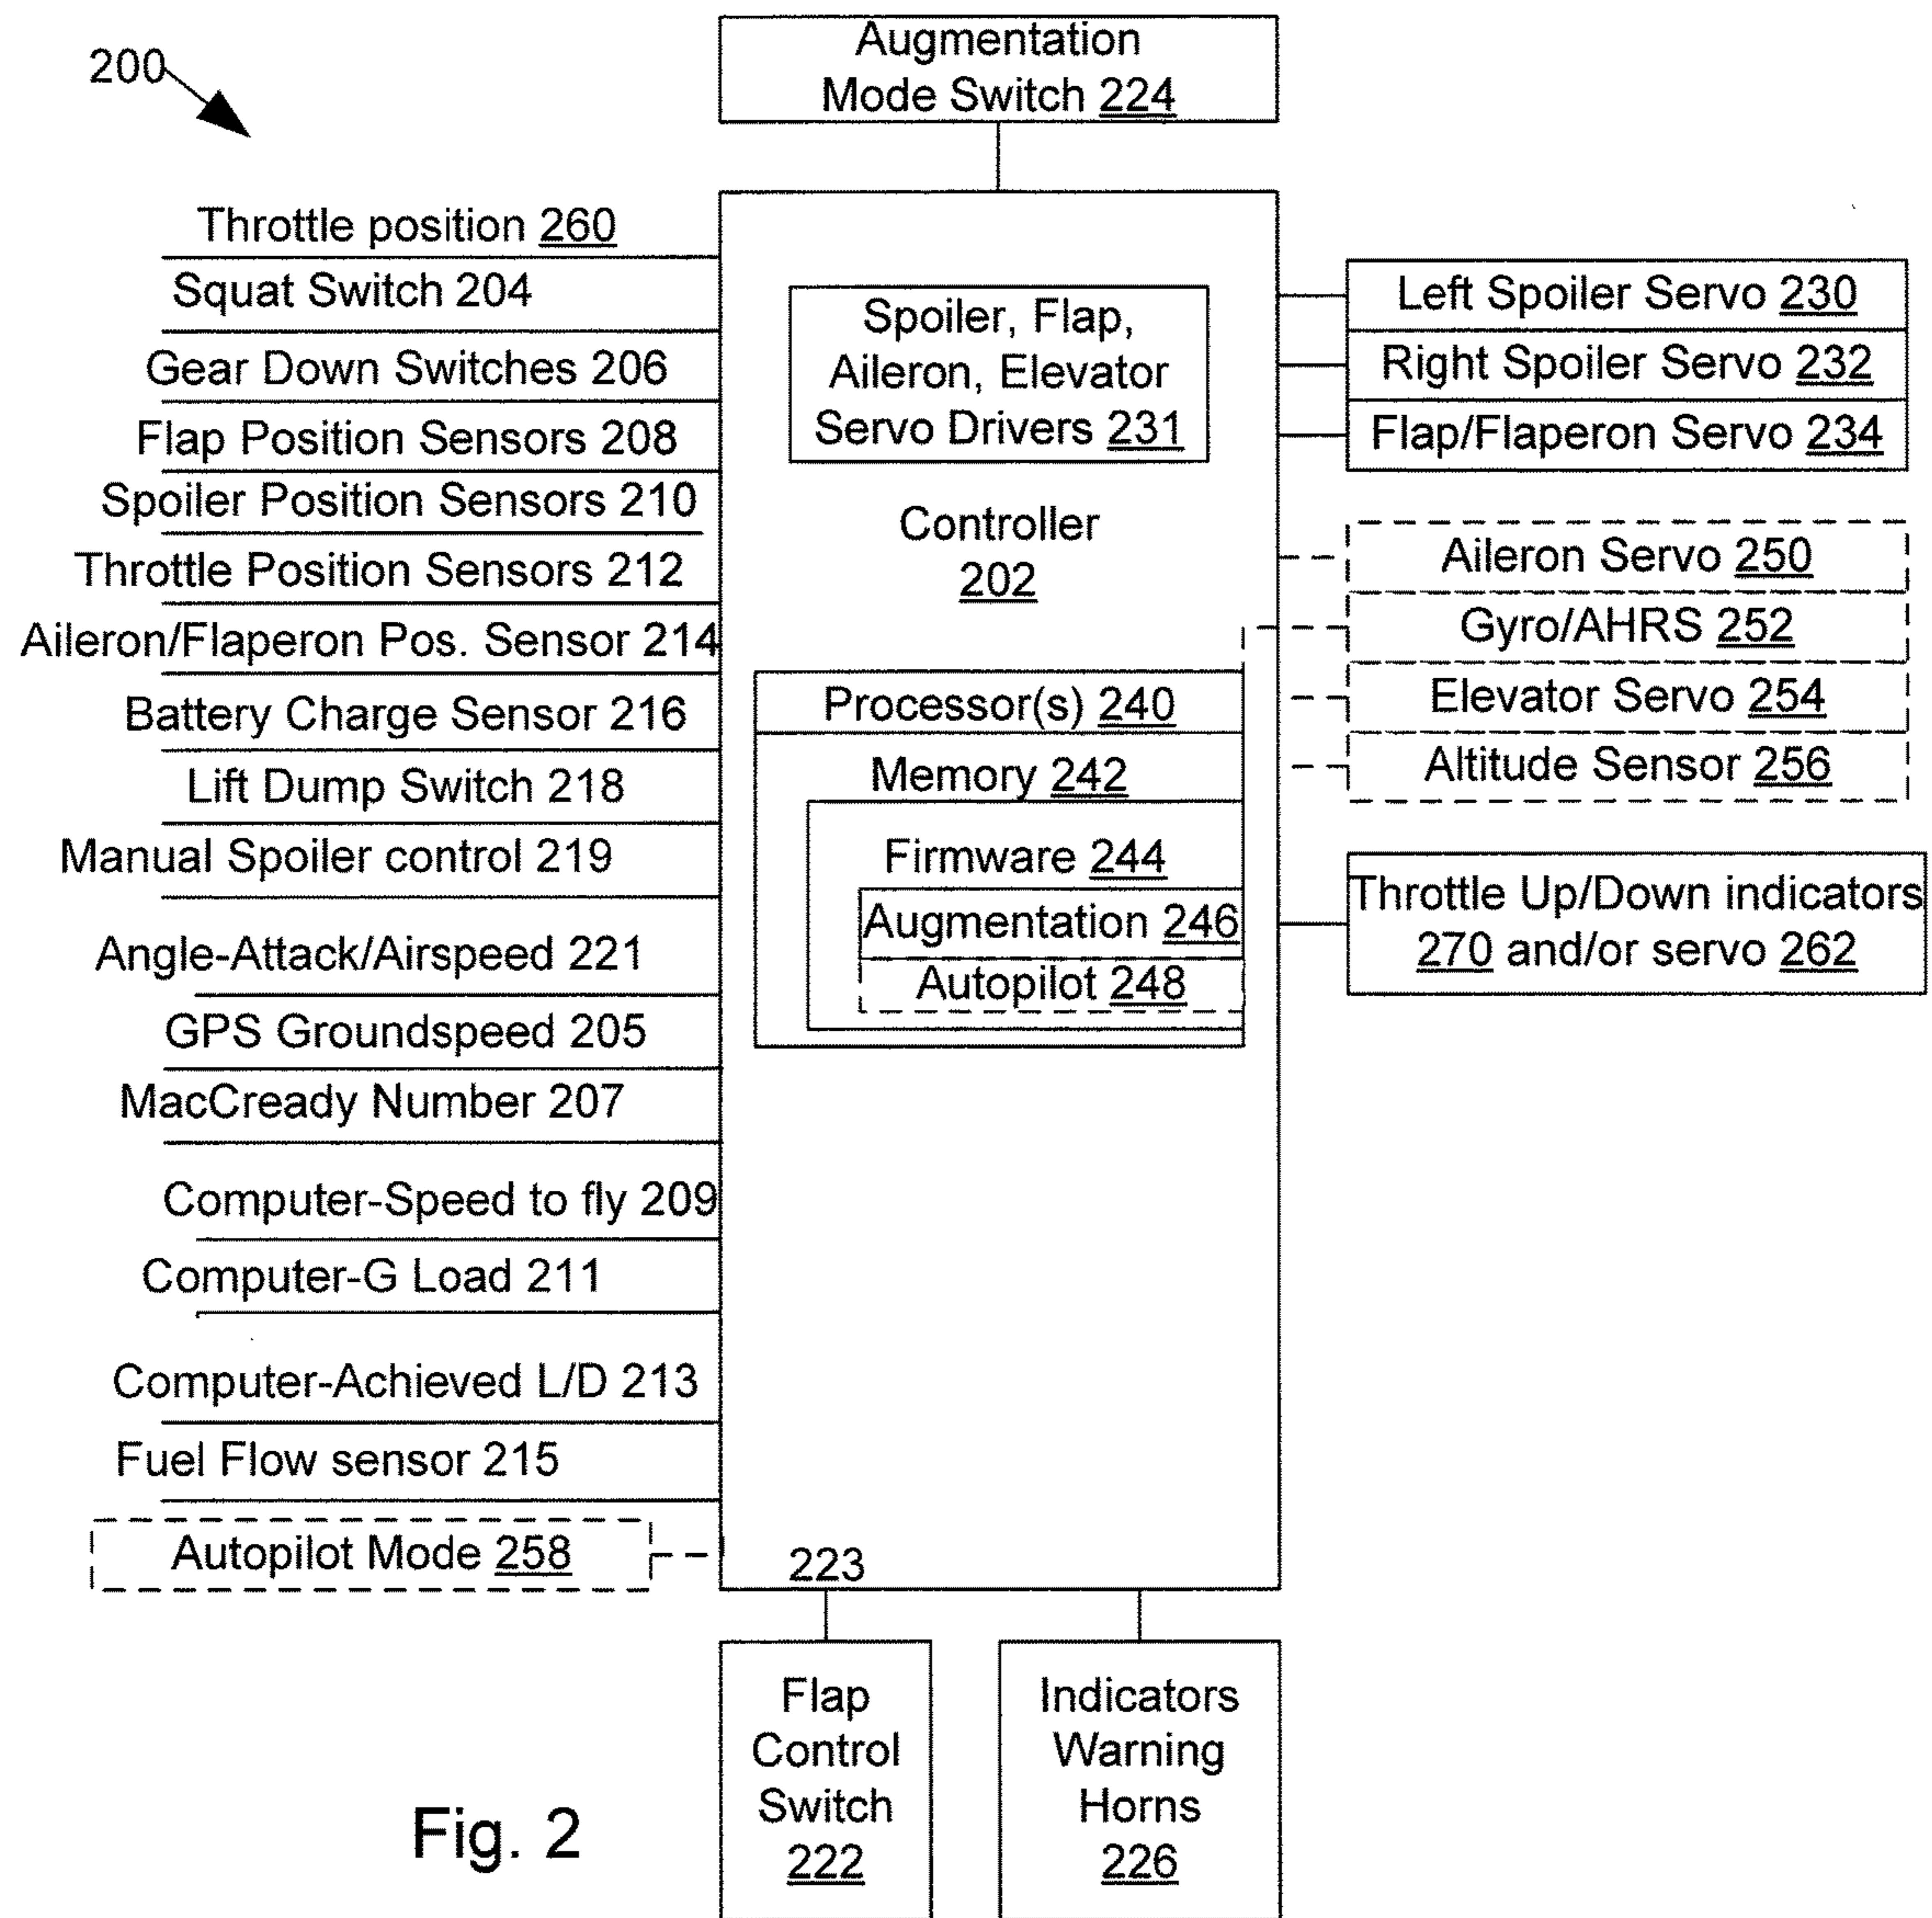 Augmentation
Mode Switch 224
200
Throttle position 260
Squat Switch 204
Gear Down Switches 206
Flap Position Sensors 208
Spoiler Position Sensors 210
Throttle Position Sensors 212
Aileron/Flaperon Pos. Sensor 214
Battery Charge Sensor 216
Lift Dump Switch 218
Manual Spoiler control 219
Angle-Attack/Airspeed 221
GPS Groundspeed 205
MacCready Number 207
Computer-Speed to fly 209
Computer-G Load 211
Computer-Achieved L/D 213
Fuel Flow sensor 215
Autopilot Mode 258
Spoiler, Flap,
Aileron, Elevator
Servo Drivers 231
Controller
202
Processor(s) 240
Memory 242
Firmware 244
Augmentation 246
Autopilot 248
223
Left Spoiler Servo 230
Right Spoiler Servo 232
Flap/Flaperon Servo 234
Aileron Servo 250
Gyro/AHRS 252
Elevator Servo 254
Altitude Sensor 256
Throttle Up/Down indicators
270 and/or servo 262
Flap
Control
Switch
222
Indicators
Warning
Horns
226
Fig. 2